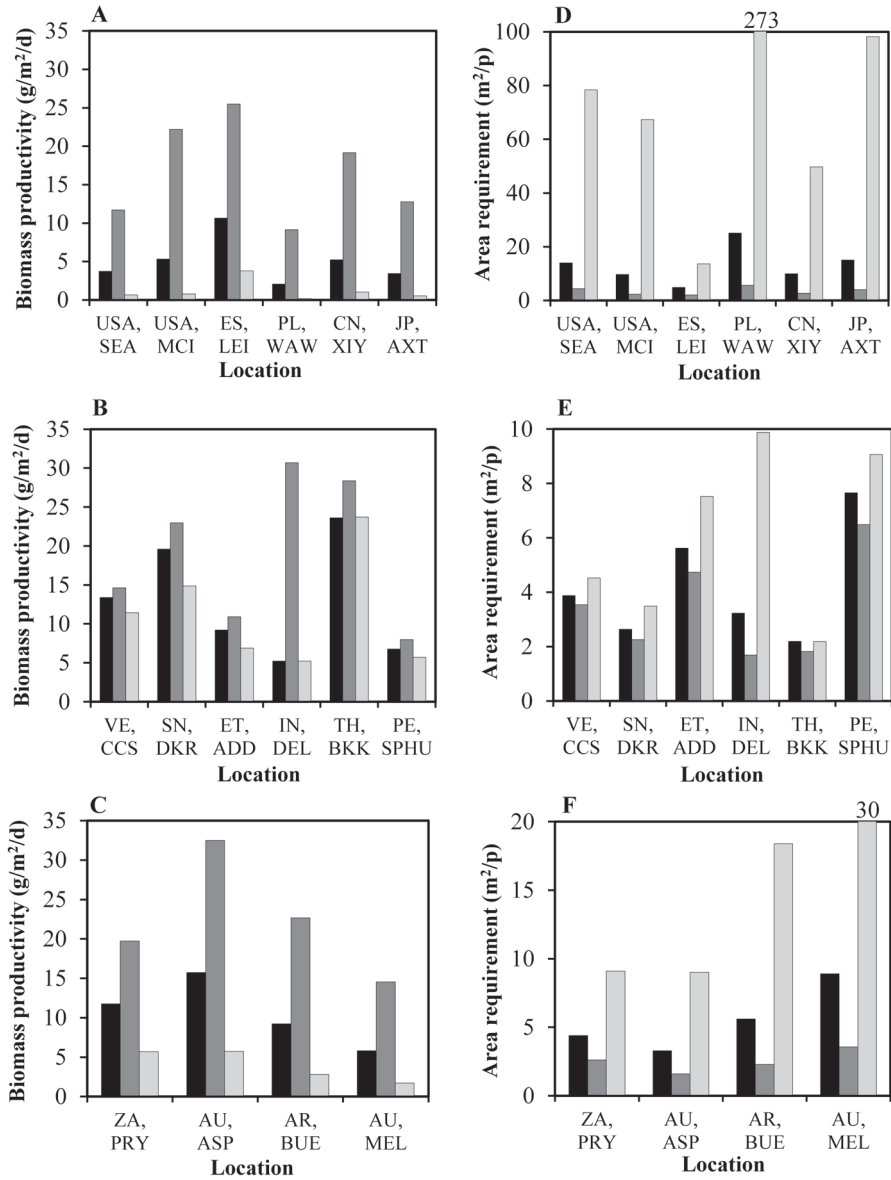 A
Biomass productivity (g/m²/d)
35
30
25
20
15
10
5
0
USA, USA, ES, PL, CN, JP,
SEA MCI LEI WAW XIY AXT
Location
D
273
Area requirement (m²/p)
100
80
60
40
20
0
USA, USA, ES, PL, CN, JP,
SEA MCI LEI WAW XIY AXT
Location
B
Biomass productivity (g/m²/d)
35
30
25
20
15
10
5
0
VE, SN, ET, IN, TH, PE,
CCS DKR ADD DEL BKK SPHU
Location
E
Area requirement (m²/p)
10
8
6
4
2
0
VE, SN, ET, IN, TH, PE,
CCS DKR ADD DEL BKK SPHU
Location
C
Biomass productivity (g/m²/d)
35
30
25
20
15
10
5
0
ZA, AU, AR, AU,
PRY ASP BUE MEL
Location
F
30
Area requirement (m²/p)
20
15
10
5
0
ZA, AU, AR, AU,
PRY ASP BUE MEL
Location